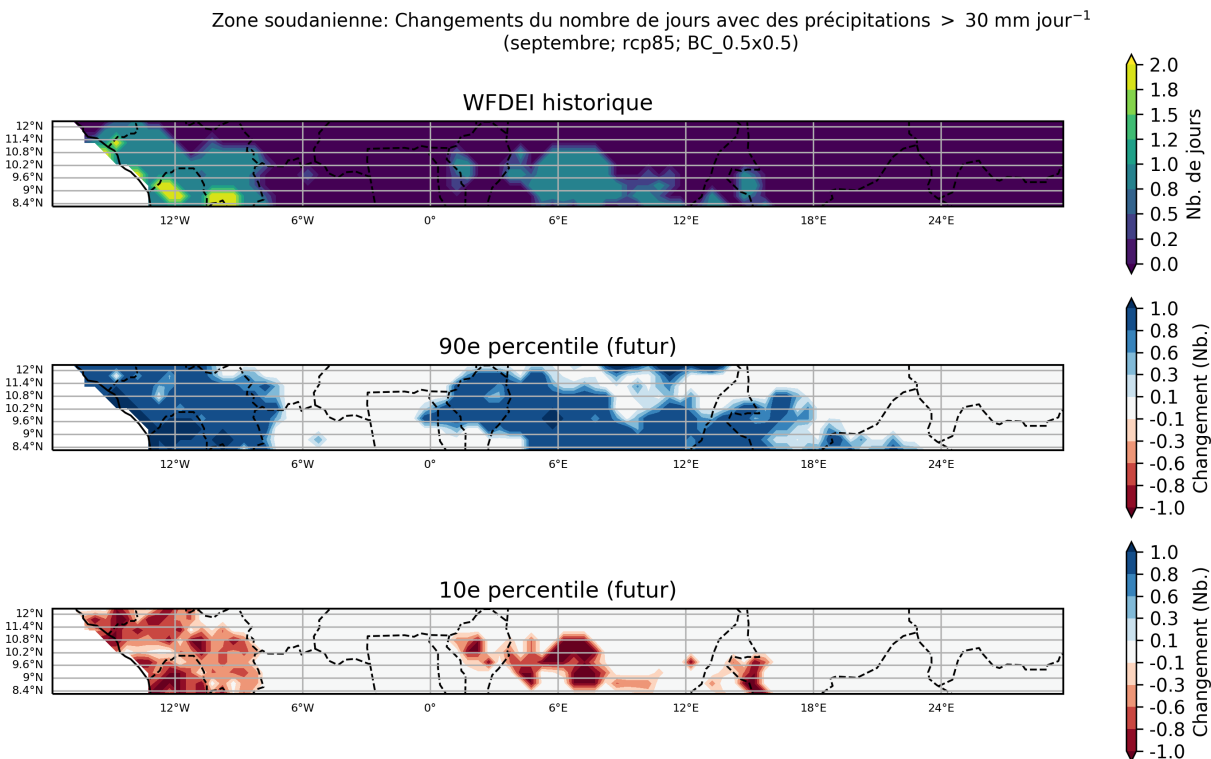 Zone soudanienne: Changements du nombre de jours avec des précipitations > 30 mm jour⁻¹
(septembre; rcp85; BC_0.5x0.5)
WFDEI historique
12°N
11.4°N
10.8°N
10.2°N
9.6°N
9°N
8.4°N
12°W 6°W 0° 6°E 12°E 18°E 24°E
2.0
1.8
1.5
1.2
1.0
0.8
0.5
0.2
0.0
Nb. de jours
90e percentile (futur)
12°N
11.4°N
10.8°N
10.2°N
9.6°N
9°N
8.4°N
12°W 6°W 0° 6°E 12°E 18°E 24°E
1.0
0.8
0.6
0.3
0.1
-0.1
-0.3
-0.6
-0.8
-1.0
Changement (Nb.)
10e percentile (futur)
12°N
11.4°N
10.8°N
10.2°N
9.6°N
9°N
8.4°N
12°W 6°W 0° 6°E 12°E 18°E 24°E
1.0
0.8
0.6
0.3
0.1
-0.1
-0.3
-0.6
-0.8
-1.0
Changement (Nb.)